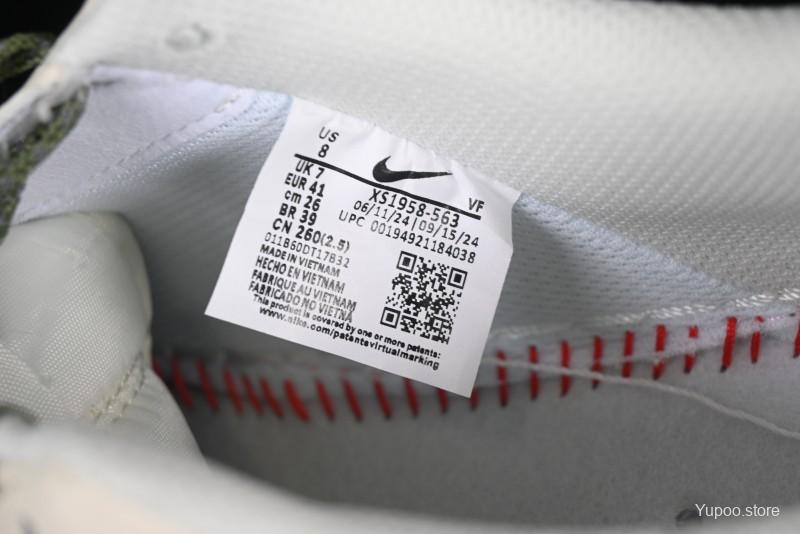 US
8
UK 7
EUR 41
cm 26
BR 39
CN 260(2.5)
VF
XS1958-563
06/11/24|09/15/24
UPC 00194921184038
011B60DT17B32
MADE IN VIETNAM
HECHO EN VIETNAM
FABRIQUE AU VIETNAM
FABRICADO NO VIETNA
This product is covered by one or more patents:
www.nike.com/patentsvirtualmarking
Yupoo.store